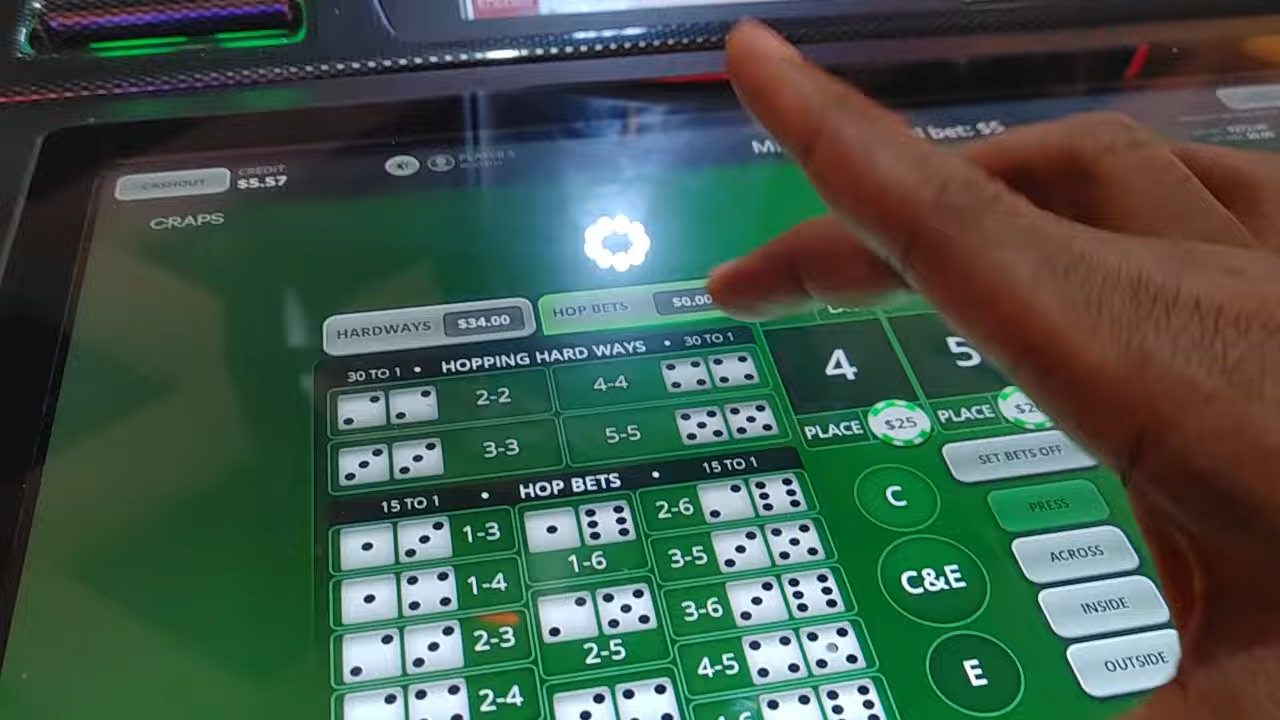 CASHOUT
CREDIT
$5.57
bet: $5
CRAPS
HARDWAYS $34.00
HOP BETS $0.00
30 TO 1 • HOPPING HARD WAYS • 30 TO 1
2-2 4-4
3-3 5-5
15 TO 1 • HOP BETS • 15 TO 1
1-3 1-6 2-6
1-4 3-5
2-3 2-5 3-6
2-4 4-5
4 5
PLACE $25 PLACE
SET BETS OFF
C PRESS
ACROSS
C&E INSIDE
E OUTSIDE